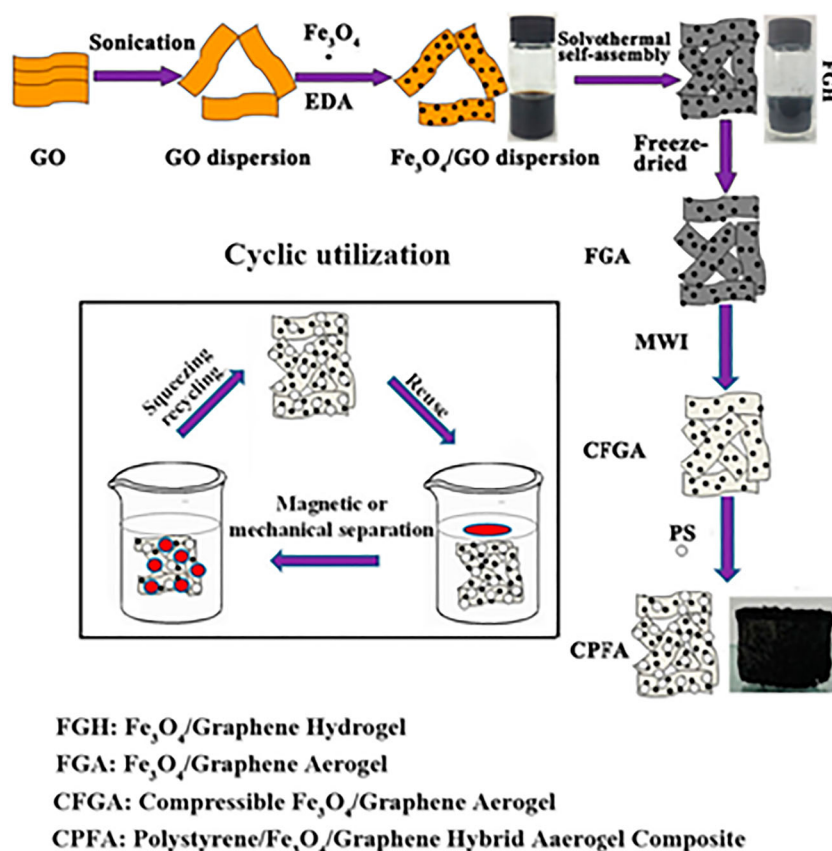 Sonication
Fe₃O₄
EDA
Solvothermal
self-assembly
FGH
GO
GO dispersion
Fe₃O₄/GO dispersion
Freeze-
dried
FGA
Cyclic utilization
MWI
Squeezing
recycling
Reuse
CFGA
Magnetic or
mechanical separation
PS
CPFA
FGH: Fe₃O₄/Graphene Hydrogel
FGA: Fe₃O₄/Graphene Aerogel
CFGA: Compressible Fe₃O₄/Graphene Aerogel
CPFA: Polystyrene/Fe₃O₄/Graphene Hybrid Aaerogel Composite